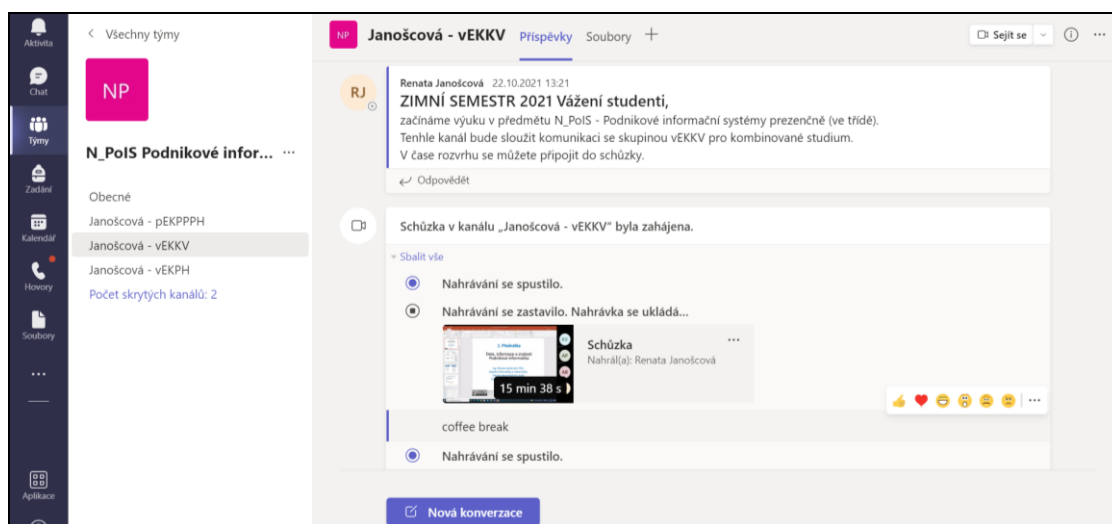 Aktivita
Chat
Týmy
Zadání
Kalendář
Hovory
Soubory
Aplikace
Všechny týmy
NP
N_PoIS Podnikové infor...
Obecné
Janošcová - pEKPPPH
Janošcová - vEKKV
Janošcová - vEKPH
Počet skrytých kanálů: 2
NP Janošcová - vEKKV Příspěvky Soubory Sejít se
RJ
Renata Janošcová 22.10.2021 13:21
ZIMNÍ SEMESTR 2021 Vážení studenti,
začínáme výuku v předmětu N_PoIS - Podnikové informační systémy prezenčně (ve třídě).
Tenhle kanál bude sloužit komunikaci se skupinou vEKKV pro kombinované studium.
V čase rozvrhu se můžete připojit do schůzky.
Odpovědět
Schůzka v kanálu „Janošcová - vEKKV" byla zahájena.
Sbalit vše
Nahrávání se spustilo.
Nahrávání se zastavilo. Nahrávka se ukládá...
15 min 38 s
Schůzka
Nahrál(a): Renata Janošcová
coffee break
Nahrávání se spustilo.
Nová konverzace